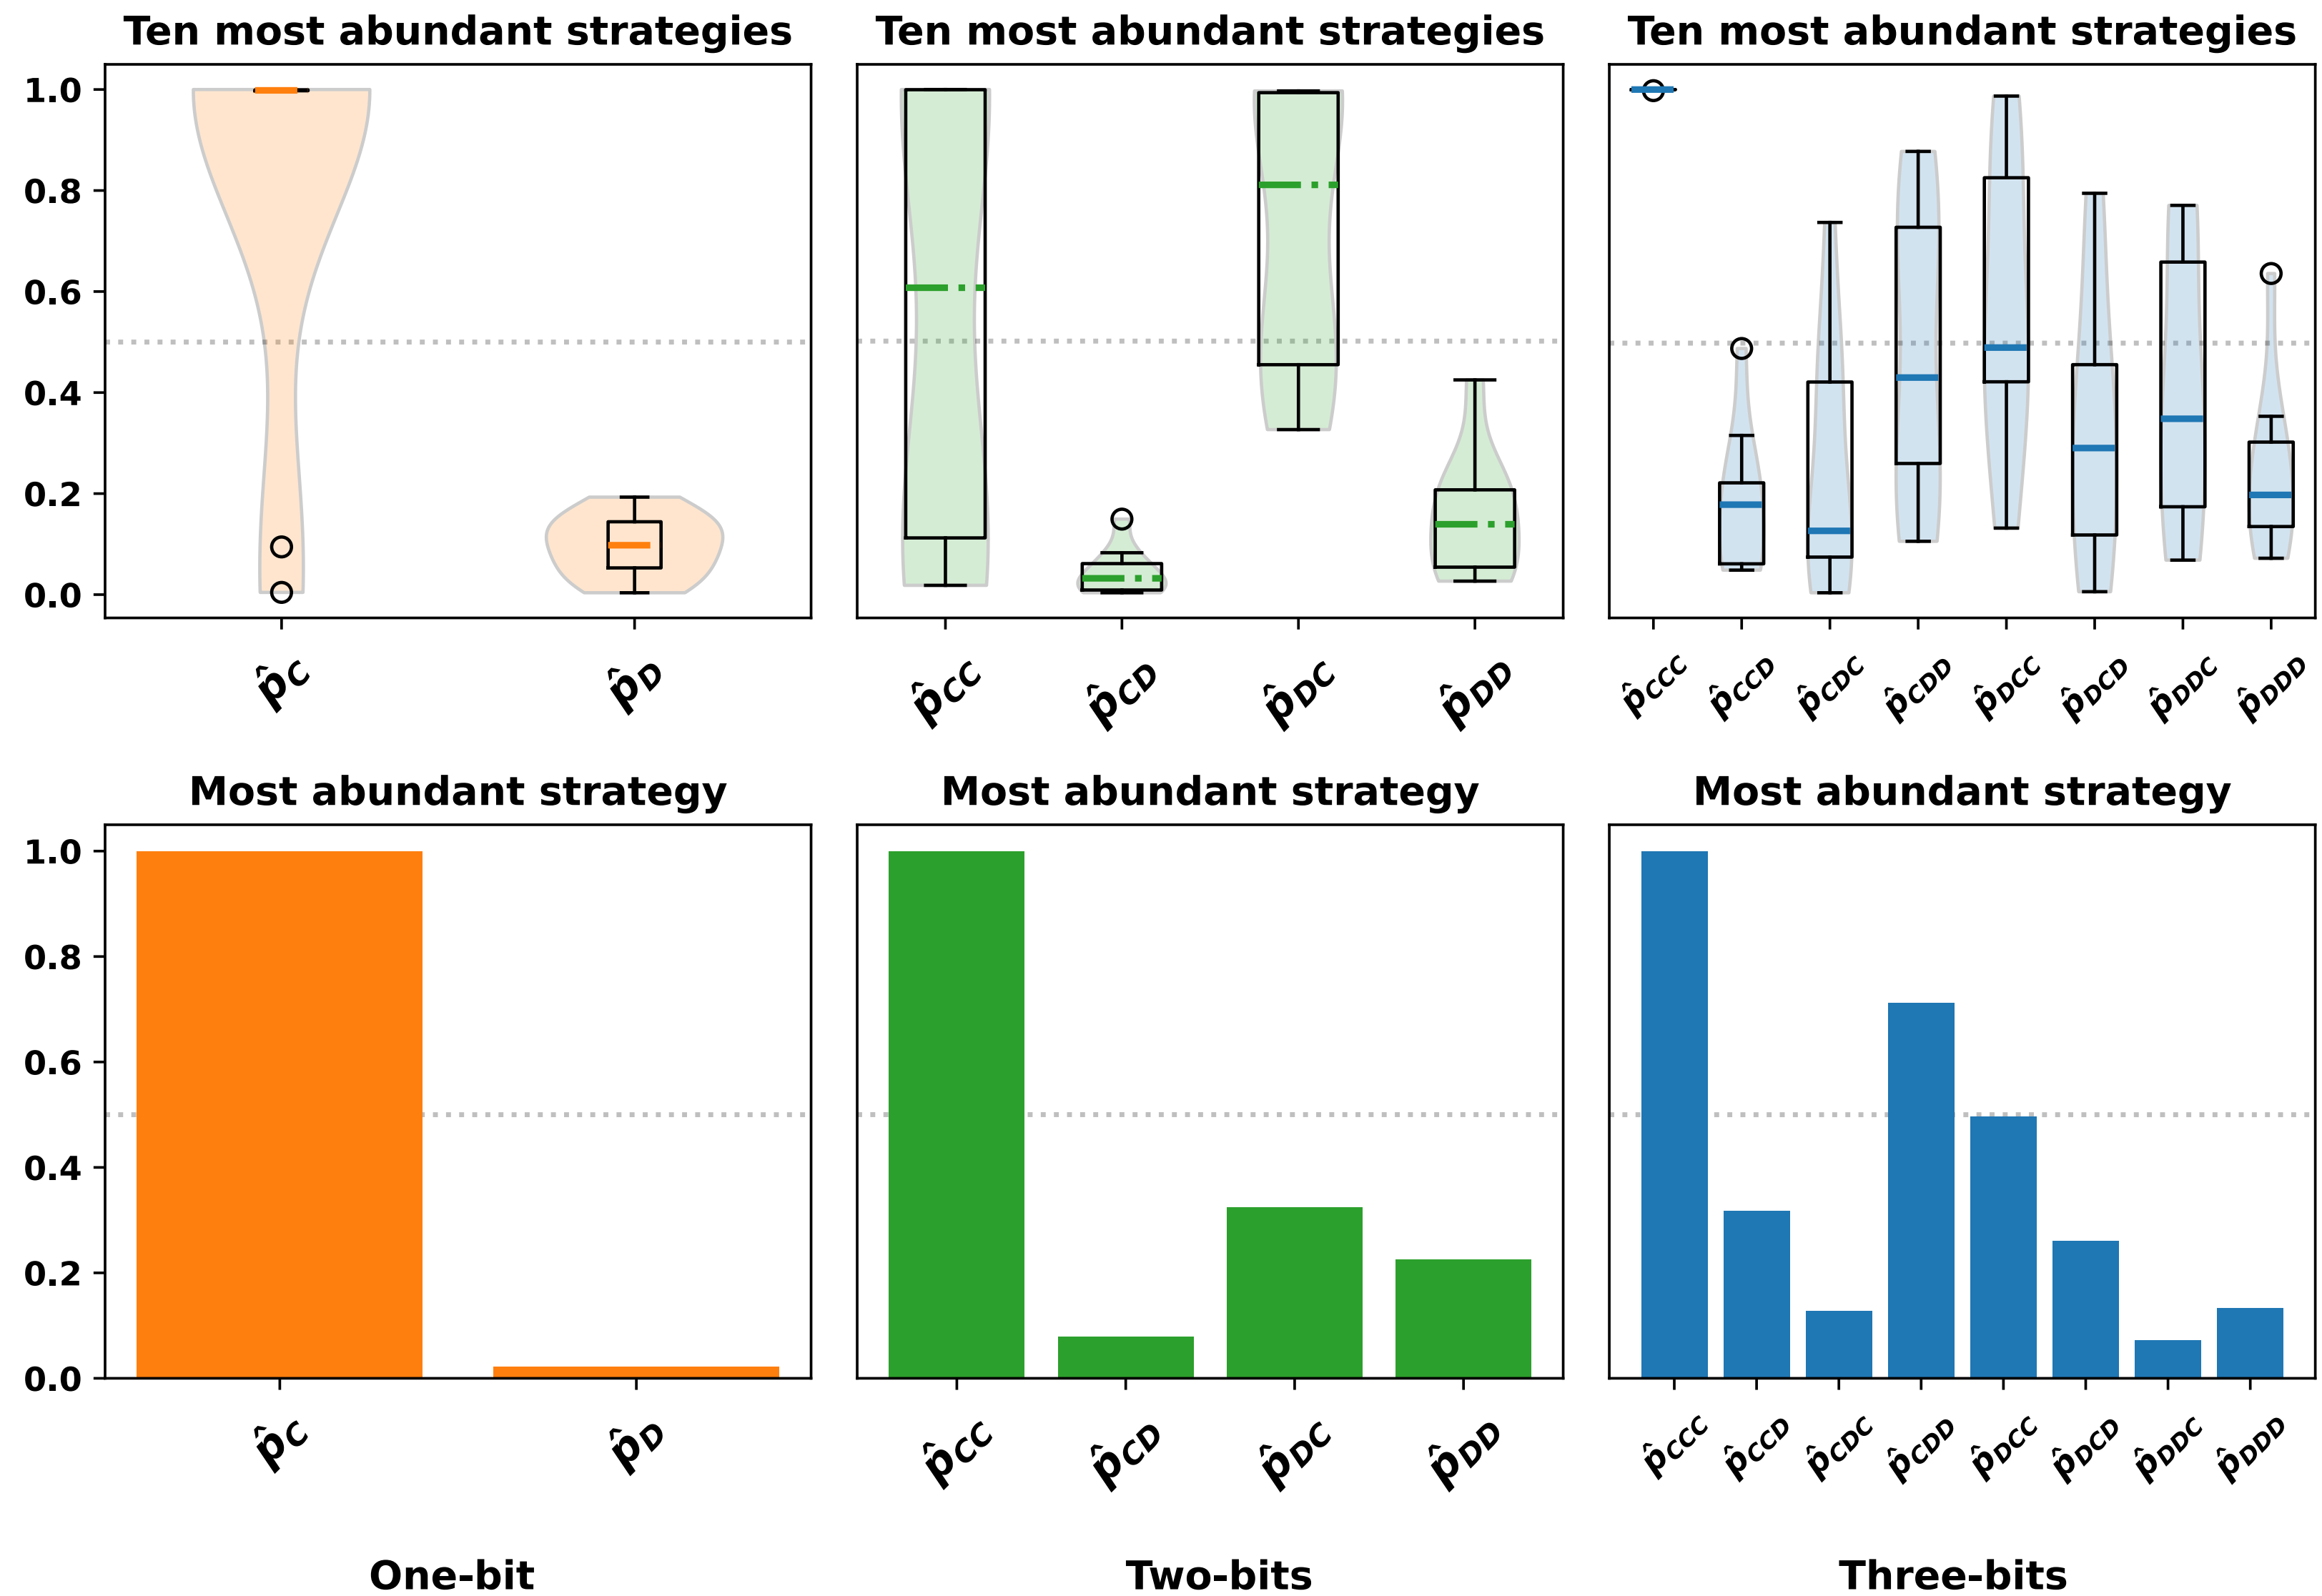 Ten most abundant strategies Ten most abundant strategies Ten most abundant strategies
1.0
0.8
0.6
0.4
0.2
0.0
p̂C p̂D p̂CC p̂CD p̂DC p̂DD p̂CCC p̂CCD p̂CDC p̂CDD p̂DCC p̂DCD p̂DDC p̂DDD
Most abundant strategy Most abundant strategy Most abundant strategy
1.0
0.8
0.6
0.4
0.2
0.0
p̂C p̂D p̂CC p̂CD p̂DC p̂DD p̂CCC p̂CCD p̂CDC p̂CDD p̂DCC p̂DCD p̂DDC p̂DDD
One-bit Two-bits Three-bits